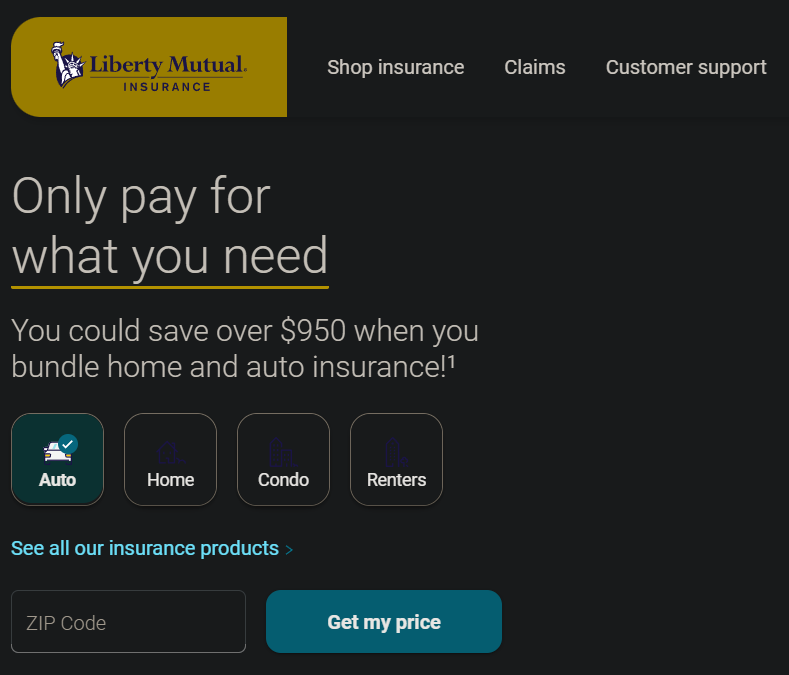 Liberty Mutual.
INSURANCE
Shop insurance
Claims
Customer support
Only pay for
what you need
You could save over $950 when you
bundle home and auto insurance!¹
Auto
Home
Condo
Renters
See all our insurance products >
ZIP Code
Get my price